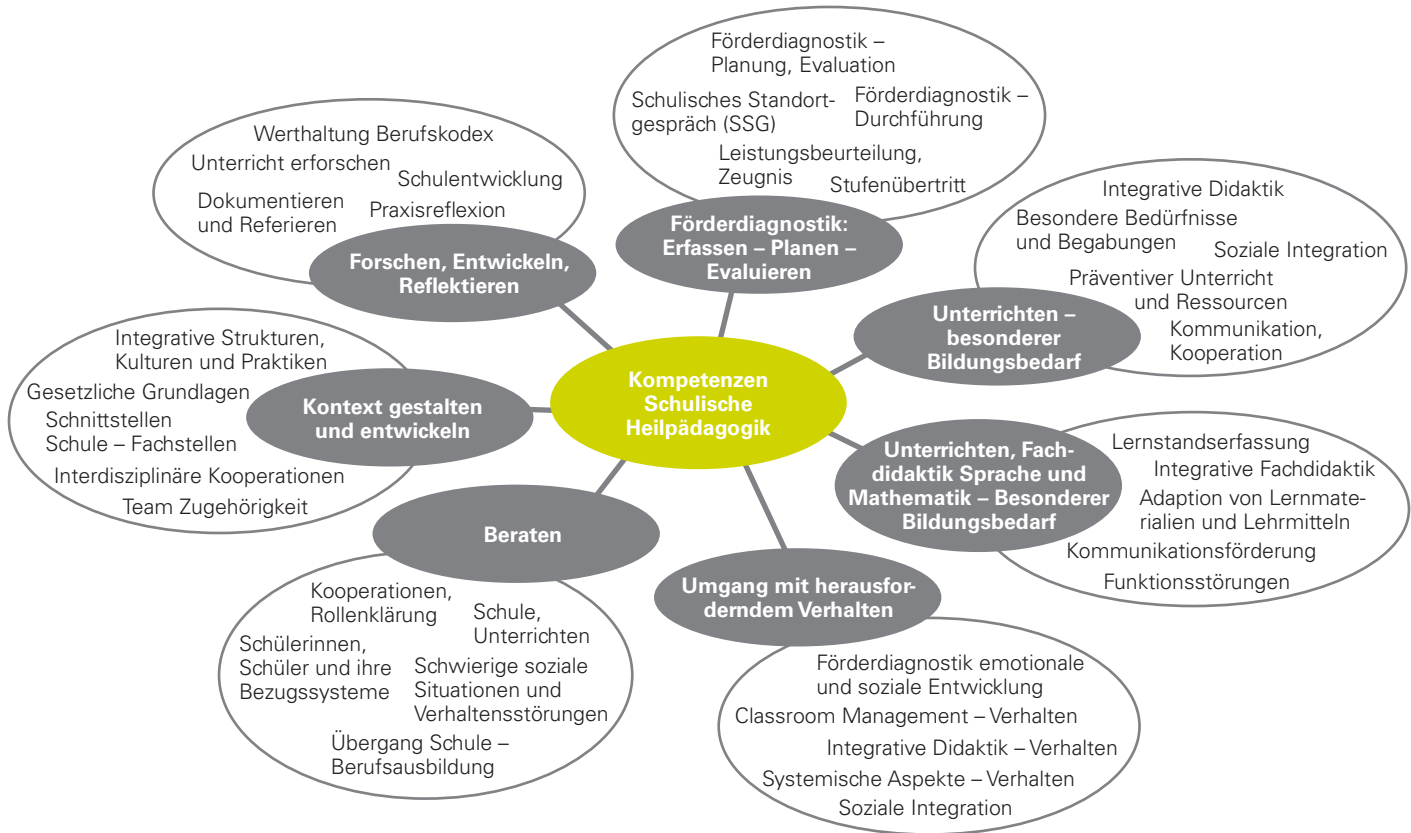 Förderdiagnostik –
Planung, Evaluation
Schulisches Standort-
gespräch (SSG)
Förderdiagnostik –
Durchführung
Leistungsbeurteilung,
Zeugnis
Stufenübertritt
Förderdiagnostik:
Erfassen – Planen –
Evaluieren
Werthaltung Berufskodex
Unterricht erforschen
Schulentwicklung
Dokumentieren
und Referieren
Praxisreflexion
Forschen, Entwickeln,
Reflektieren
Integrative Didaktik
Besondere Bedürfnisse
und Begabungen
Soziale Integration
Präventiver Unterricht
und Ressourcen
Kommunikation,
Kooperation
Unterrichten –
besonderer
Bildungsbedarf
Integrative Strukturen,
Kulturen und Praktiken
Gesetzliche Grundlagen
Schnittstellen
Schule – Fachstellen
Interdisziplinäre Kooperationen
Team Zugehörigkeit
Kontext gestalten
und entwickeln
Kompetenzen
Schulische
Heilpädagogik
Unterrichten, Fach-
didaktik Sprache und
Mathematik – Besonderer
Bildungsbedarf
Lernstandserfassung
Integrative Fachdidaktik
Adaption von Lernmate-
rialien und Lehrmitteln
Kommunikationsförderung
Funktionsstörungen
Beraten
Kooperationen,
Rollenklärung
Schule,
Unterrichten
Schülerinnen,
Schüler und ihre
Bezugssysteme
Schwierige soziale
Situationen und
Verhaltensstörungen
Übergang Schule –
Berufsausbildung
Umgang mit herausfor-
derndem Verhalten
Förderdiagnostik emotionale
und soziale Entwicklung
Classroom Management – Verhalten
Integrative Didaktik – Verhalten
Systemische Aspekte – Verhalten
Soziale Integration